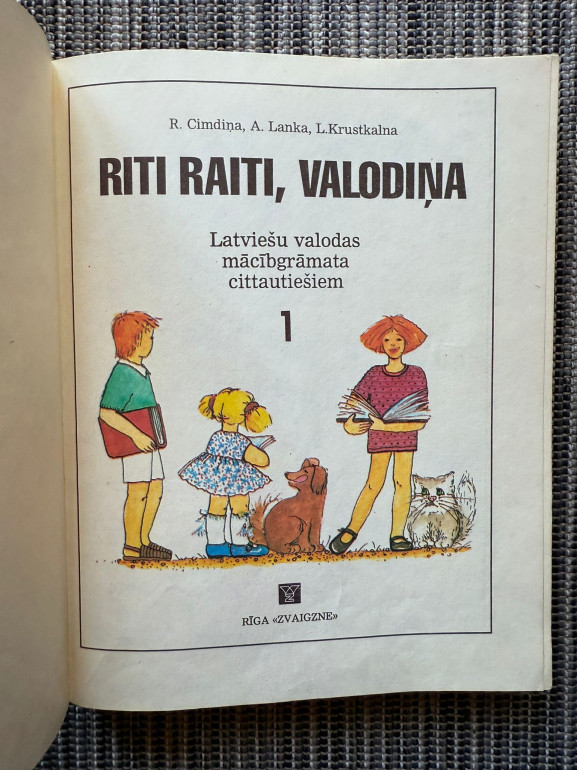 R. Cimdiņa, A. Lanka, L.Krustkalna
RITI RAITI, VALODIŅA
Latviešu valodas
mācībgrāmata
cittautiešiem
1
RĪGA «ZVAIGZNE»